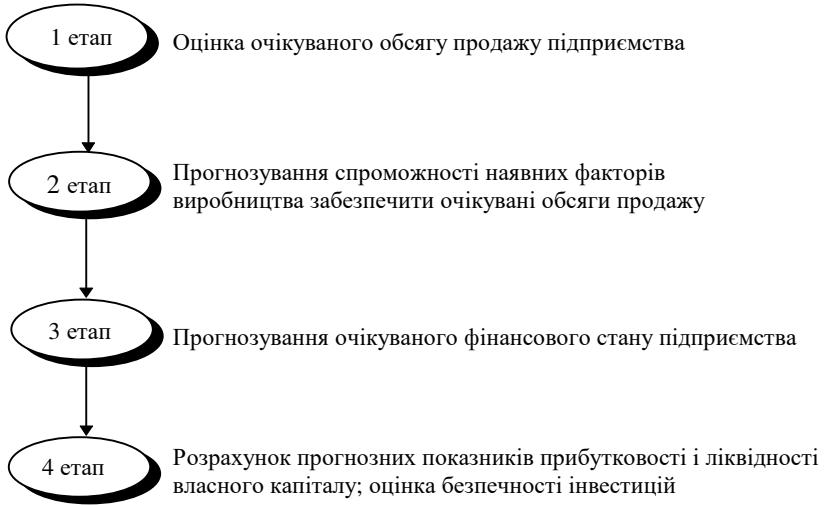 1 етап
Оцінка очікуваного обсягу продажу підприємства
2 етап
Прогнозування спроможності наявних факторів
виробництва забезпечити очікувані обсяги продажу
3 етап
Прогнозування очікуваного фінансового стану підприємства
4 етап
Розрахунок прогнозних показників прибутковості і ліквідності
власного капіталу; оцінка безпечності інвестицій